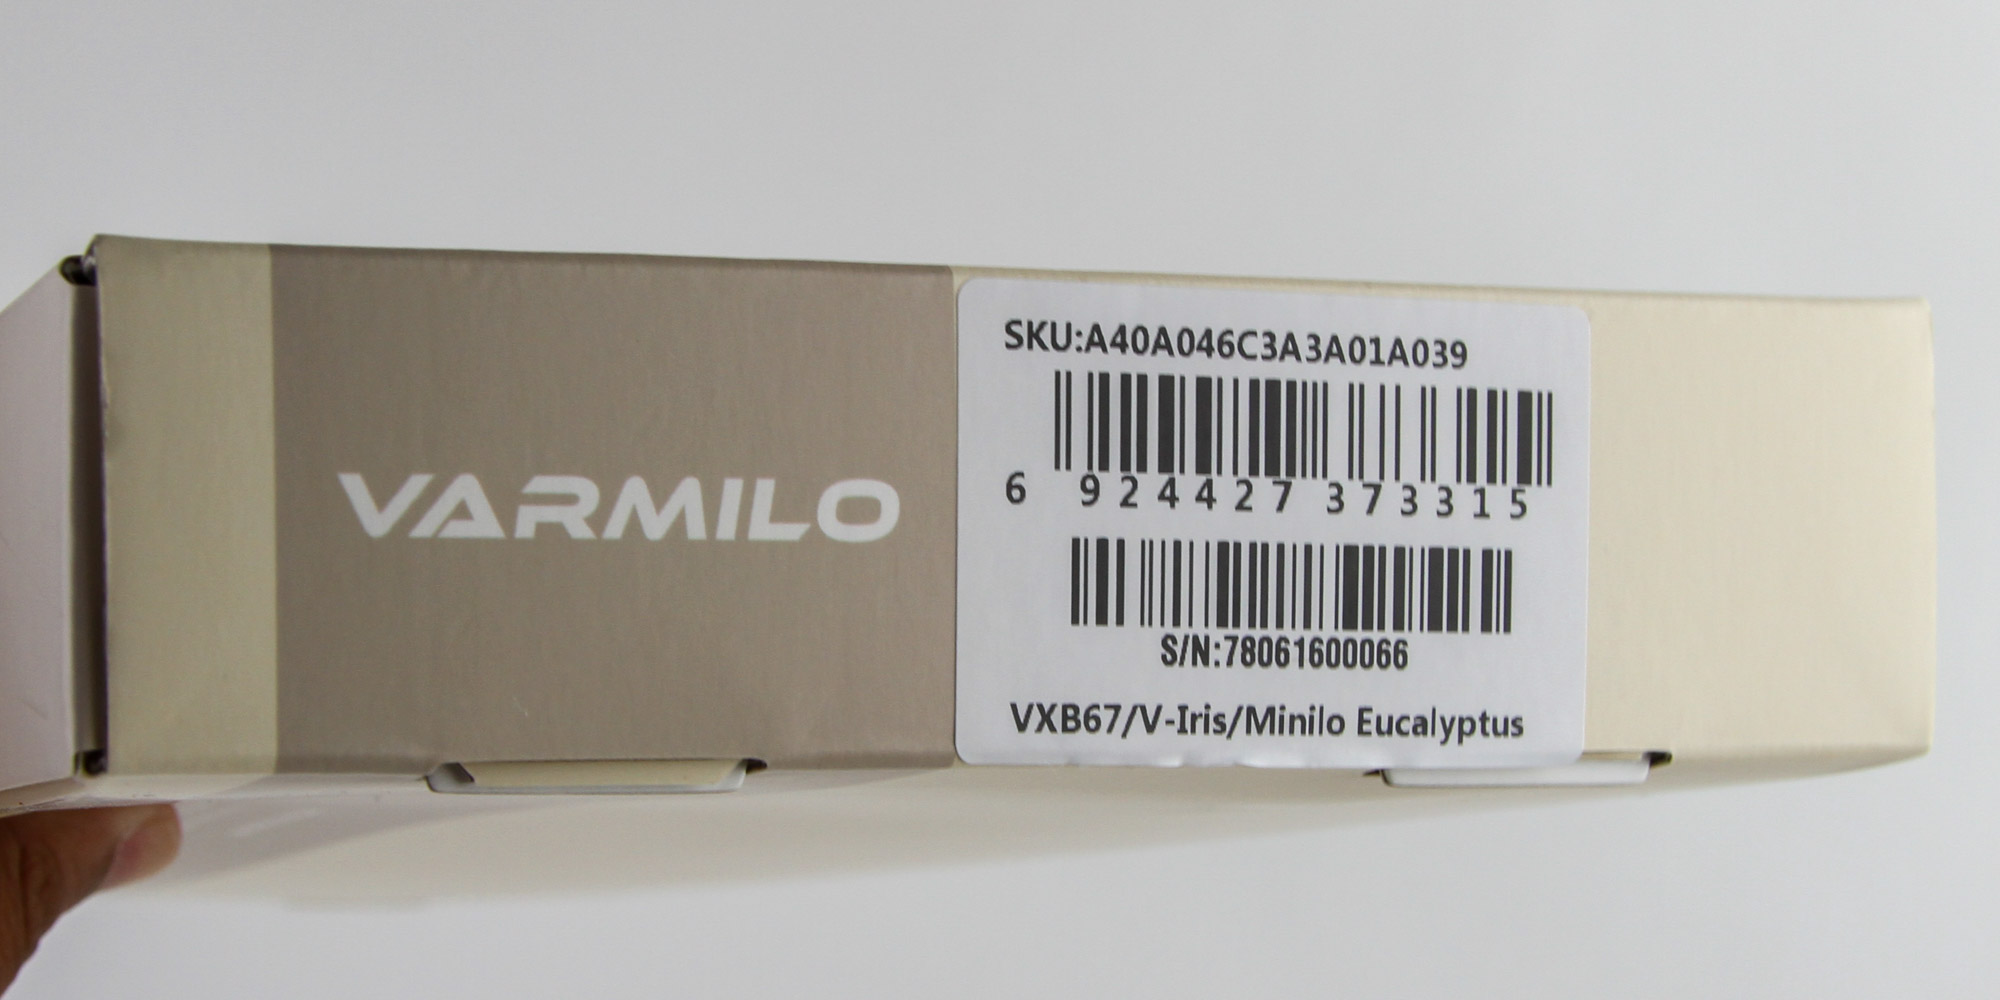 VARMILO
SKU:A40A046C3A3A01A039
6 924427 373315
S/N:78061600066
VXB67/V-Iris/Minilo Eucalyptus